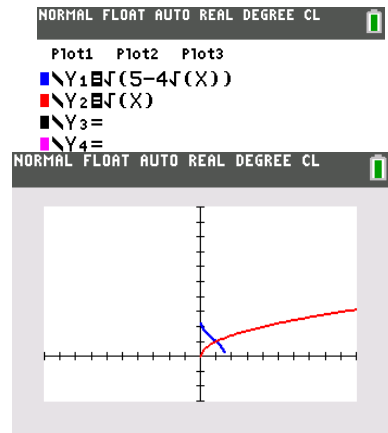 NORMAL FLOAT AUTO REAL DEGREE CL
Plot1 Plot2 Plot3
\Y₁=√(5-4√(X))
\Y₂=√(X)
\Y₃=
\Y₄=
NORMAL FLOAT AUTO REAL DEGREE CL